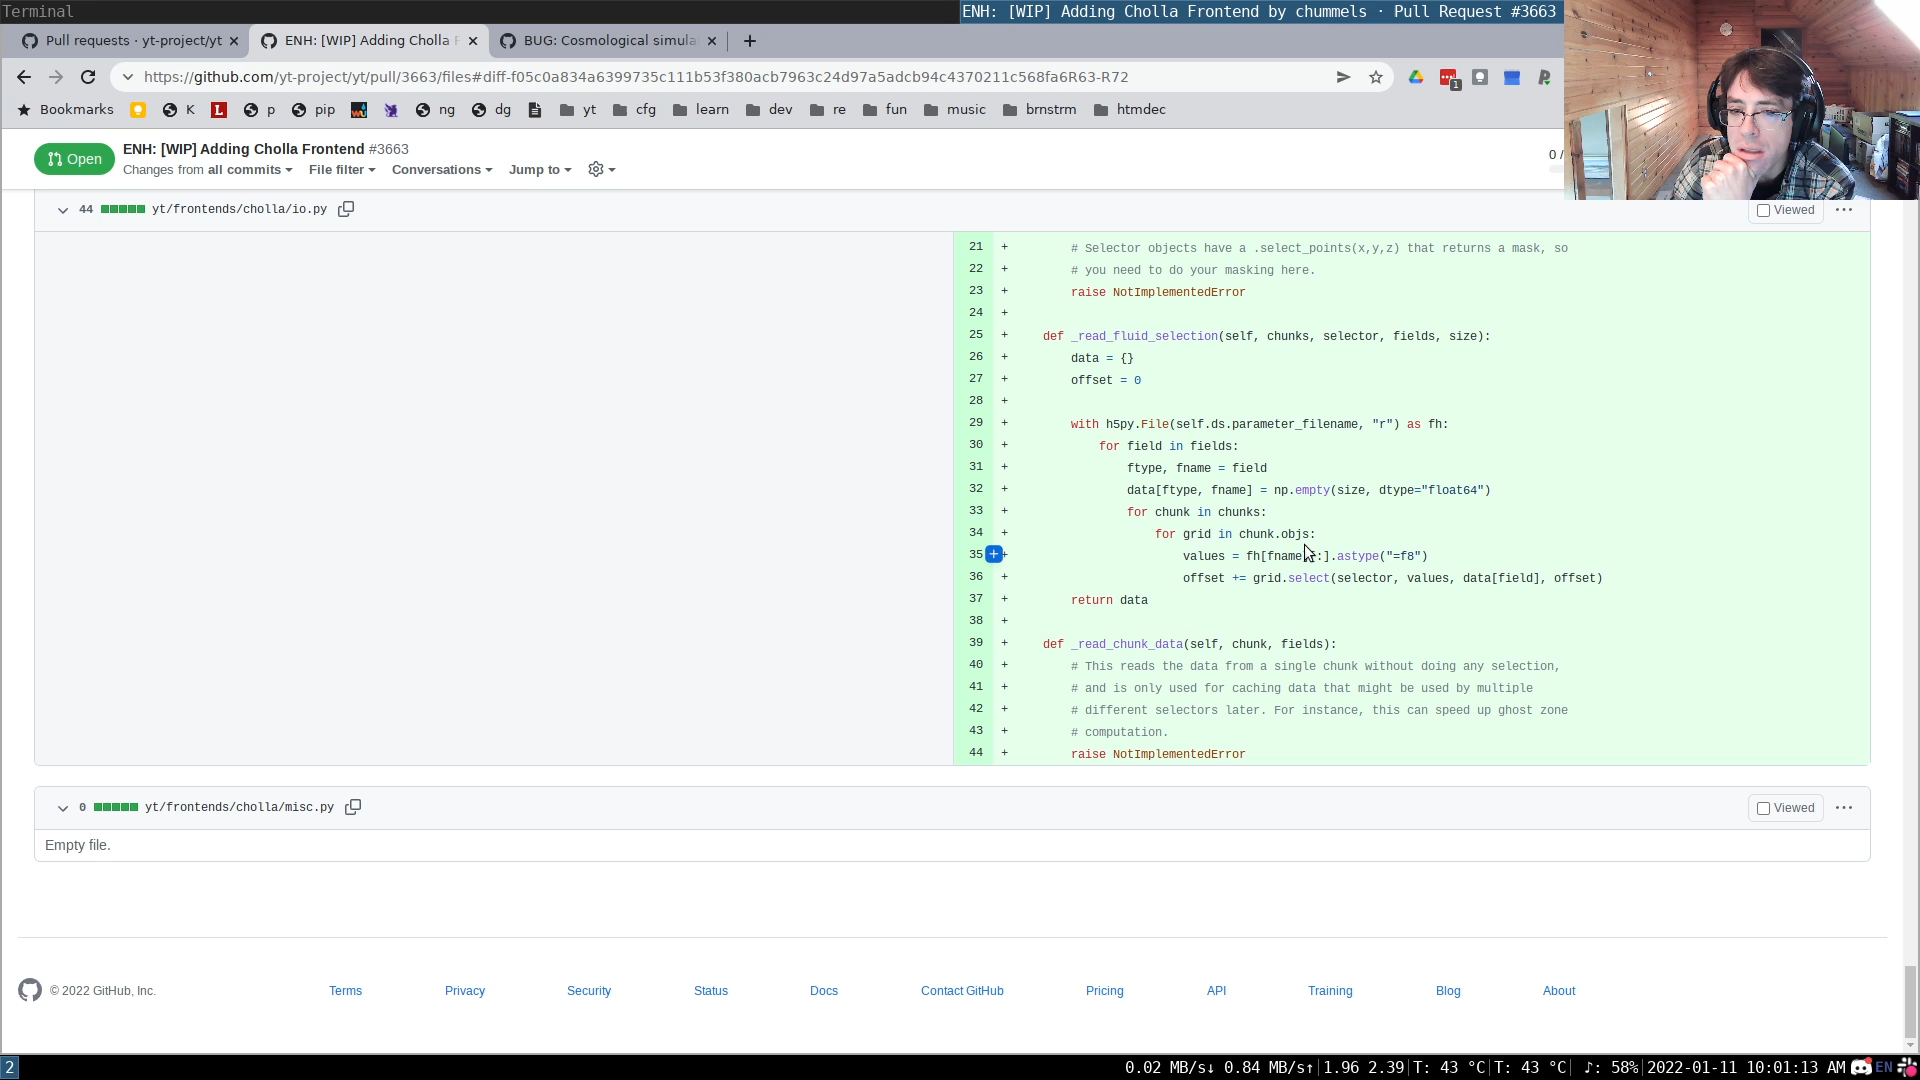 Terminal
ENH: [WIP] Adding Cholla Frontend by chummels · Pull Request #3663
Pull requests · yt-project/yt
ENH: [WIP] Adding Cholla F
BUG: Cosmological simula
https://github.com/yt-project/yt/pull/3663/files#diff-f05c0a834a6399735c111b53f380acb7963c24d97a5adcb94c4370211c568fa6R63-R72
1
Bookmarks K L p pip ng dg yt cfg learn dev re fun music brnstrm htmdec
Open
ENH: [WIP] Adding Cholla Frontend #3663
Changes from all commits File filter Conversations Jump to
0 /
44 yt/frontends/cholla/io.py
Viewed
21 + # Selector objects have a .select_points(x,y,z) that returns a mask, so
22 + # you need to do your masking here.
23 + raise NotImplementedError
24 +
25 + def _read_fluid_selection(self, chunks, selector, fields, size):
26 + data = {}
27 + offset = 0
28 +
29 + with h5py.File(self.ds.parameter_filename, "r") as fh:
30 + for field in fields:
31 + ftype, fname = field
32 + data[ftype, fname] = np.empty(size, dtype="float64")
33 + for chunk in chunks:
34 + for grid in chunk.objs:
35 + values = fh[fname :].astype("=f8")
36 + offset += grid.select(selector, values, data[field], offset)
37 + return data
38 +
39 + def _read_chunk_data(self, chunk, fields):
40 + # This reads the data from a single chunk without doing any selection,
41 + # and is only used for caching data that might be used by multiple
42 + # different selectors later. For instance, this can speed up ghost zone
43 + # computation.
44 + raise NotImplementedError
0 yt/frontends/cholla/misc.py
Viewed
Empty file.
© 2022 GitHub, Inc.
Terms Privacy Security Status Docs Contact GitHub Pricing API Training Blog About
2
0.02 MB/s↓ 0.84 MB/s↑ | 1.96 2.39 | T: 43 °C | T: 43 °C | ♪: 58% | 2022-01-11 10:01:13 AM EN